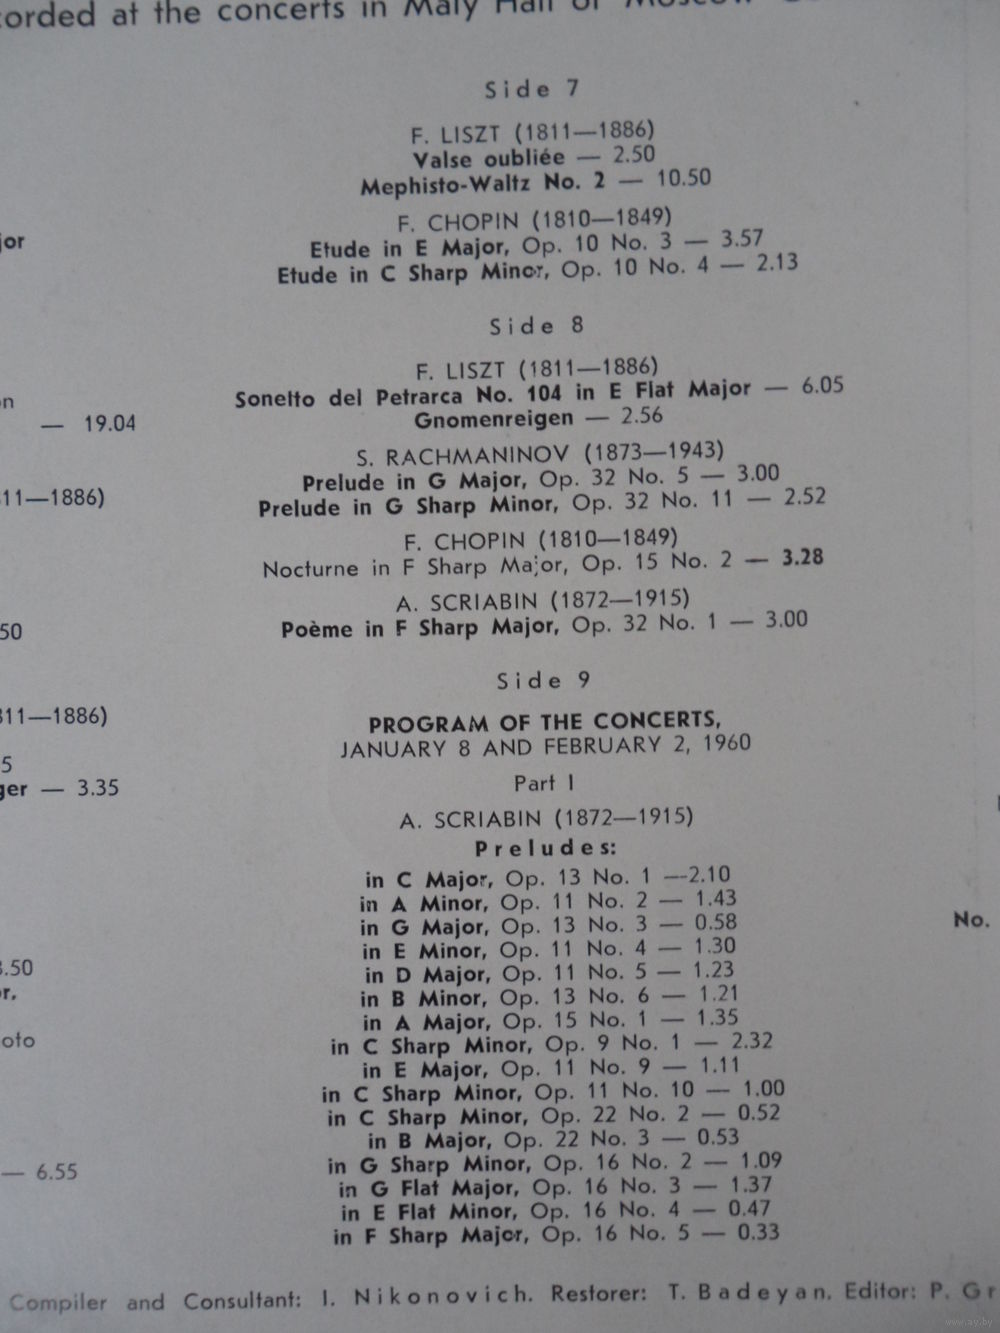 corded at the concerts in Maly Hall of Moscow
Side 7
F. LISZT (1811—1886)
Valse oubliée — 2.50
Mephisto-Waltz No. 2 — 10.50
F. CHOPIN (1810—1849)
Etude in E Major, Op. 10 No. 3 — 3.57
Etude in C Sharp Minor, Op. 10 No. 4 — 2.13
Side 8
F. LISZT (1811—1886)
Sonetto del Petrarca No. 104 in E Flat Major — 6.05
Gnomenreigen — 2.56
S. RACHMANINOV (1873—1943)
Prelude in G Major, Op. 32 No. 5 — 3.00
Prelude in G Sharp Minor, Op. 32 No. 11 — 2.52
F. CHOPIN (1810—1849)
Nocturne in F Sharp Major, Op. 15 No. 2 — 3.28
A. SCRIABIN (1872—1915)
Poème in F Sharp Major, Op. 32 No. 1 — 3.00
Side 9
PROGRAM OF THE CONCERTS,
JANUARY 8 AND FEBRUARY 2, 1960
Part I
A. SCRIABIN (1872—1915)
Preludes:
in C Major, Op. 13 No. 1 —2.10
in A Minor, Op. 11 No. 2 — 1.43
in G Major, Op. 13 No. 3 — 0.58
in E Minor, Op. 11 No. 4 — 1.30
in D Major, Op. 11 No. 5 — 1.23
in B Minor, Op. 13 No. 6 — 1.21
in A Major, Op. 15 No. 1 — 1.35
in C Sharp Minor, Op. 9 No. 1 — 2.32
in E Major, Op. 11 No. 9 — 1.11
in C Sharp Minor, Op. 11 No. 10 — 1.00
in C Sharp Minor, Op. 22 No. 2 — 0.52
in B Major, Op. 22 No. 3 — 0.53
in G Sharp Minor, Op. 16 No. 2 — 1.09
in G Flat Major, Op. 16 No. 3 — 1.37
in E Flat Minor, Op. 16 No. 4 — 0.47
in F Sharp Major, Op. 16 No. 5 — 0.33
jor
on
— 19.04
811—1886)
50
811—1886)
5
ger — 3.35
3.50
or,
oto
— 6.55
No.
Compiler and Consultant: I. Nikonovich. Restorer: T. Badeyan. Editor: P. Gr
www.ay.by